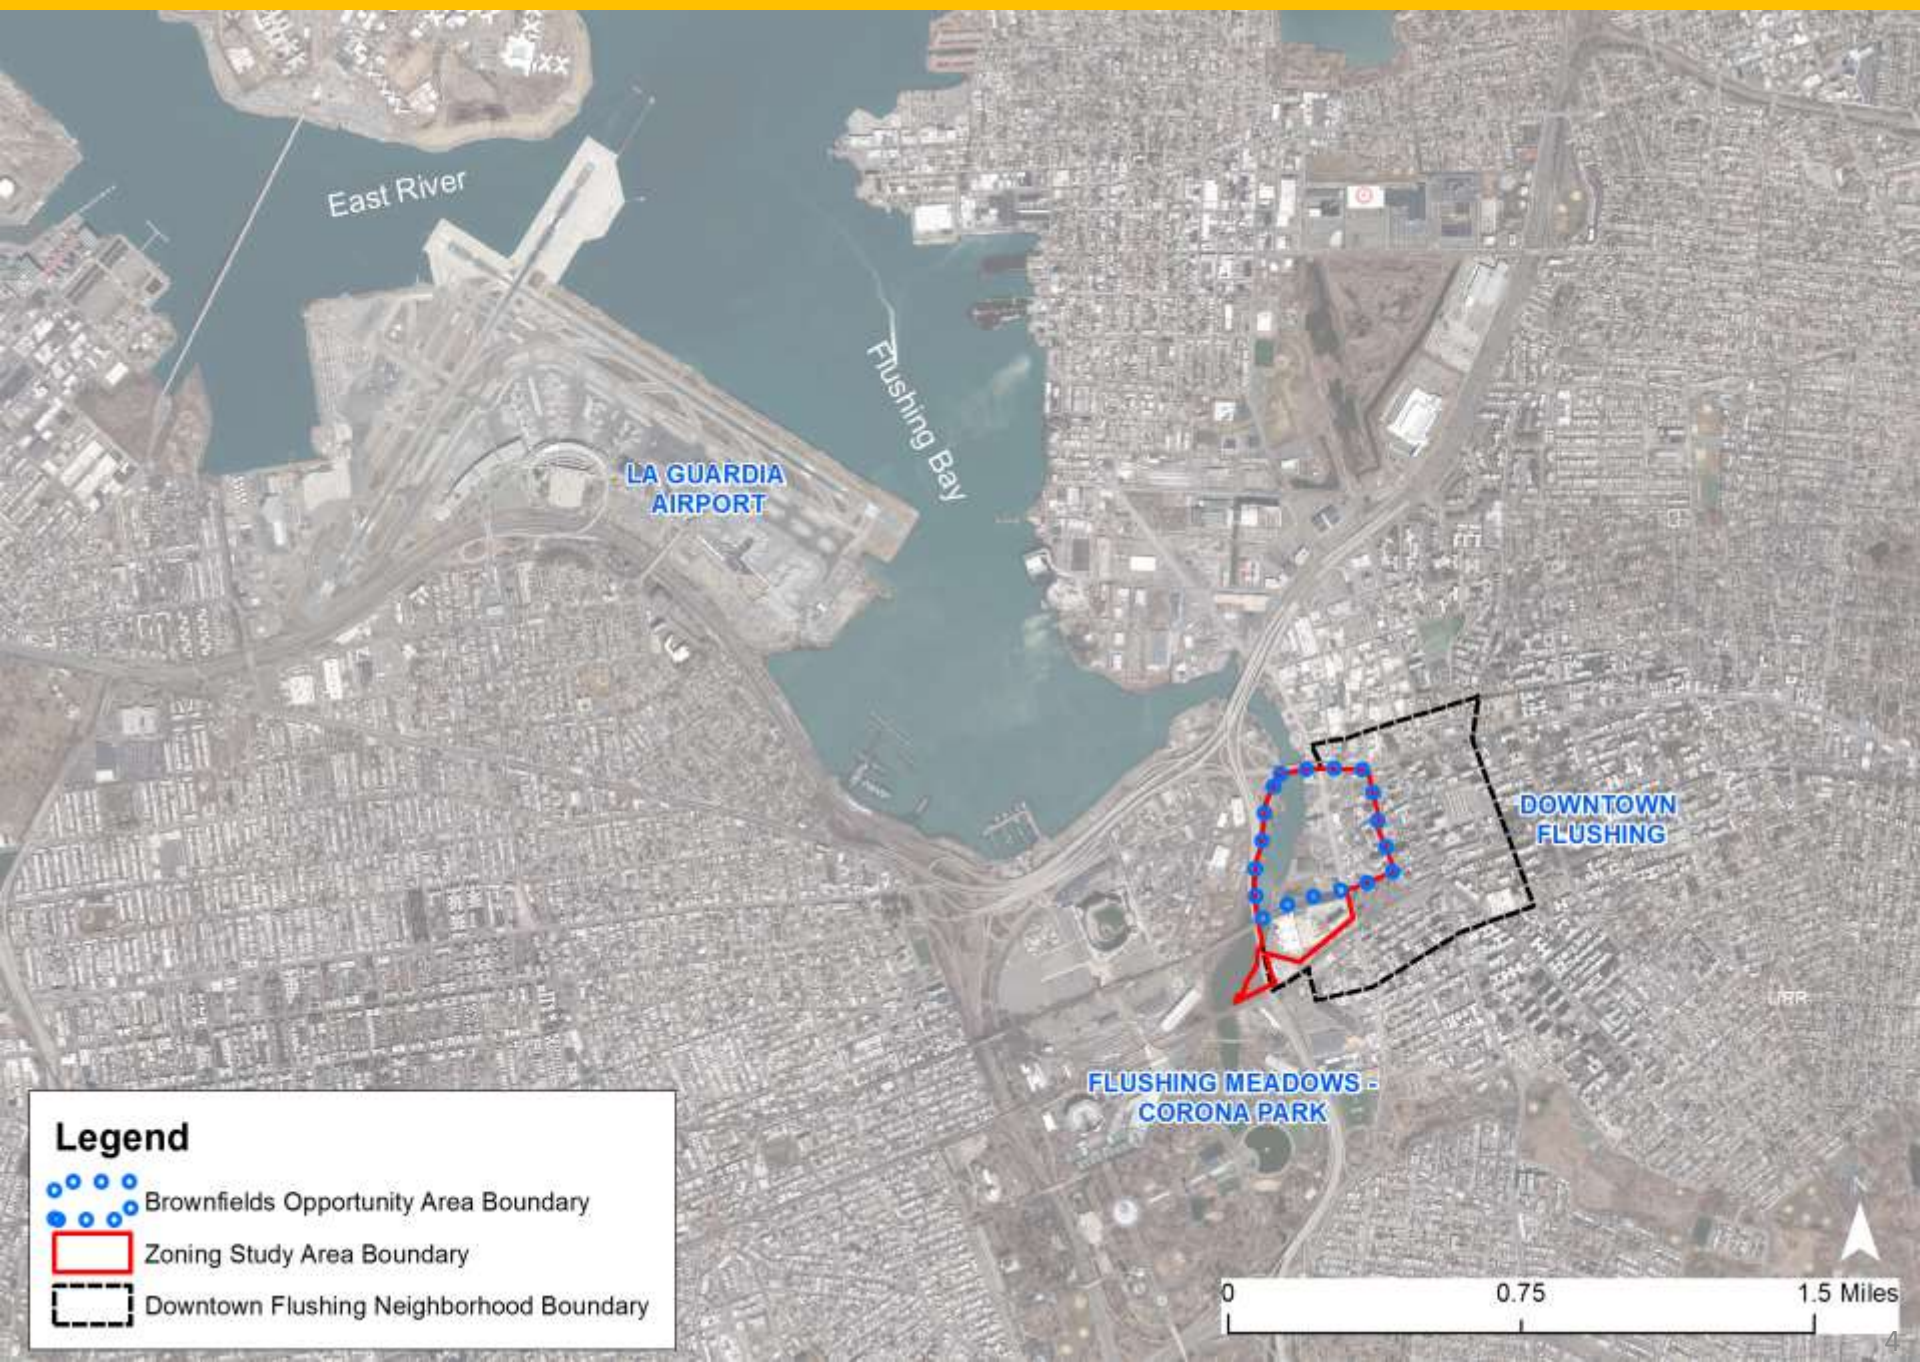 East River
Flushing Bay
LA GUARDIA
AIRPORT
DOWNTOWN
FLUSHING
FLUSHING MEADOWS -
CORONA PARK
Legend
Brownfields Opportunity Area Boundary
Zoning Study Area Boundary
Downtown Flushing Neighborhood Boundary
N
0 0.75 1.5 Miles
4